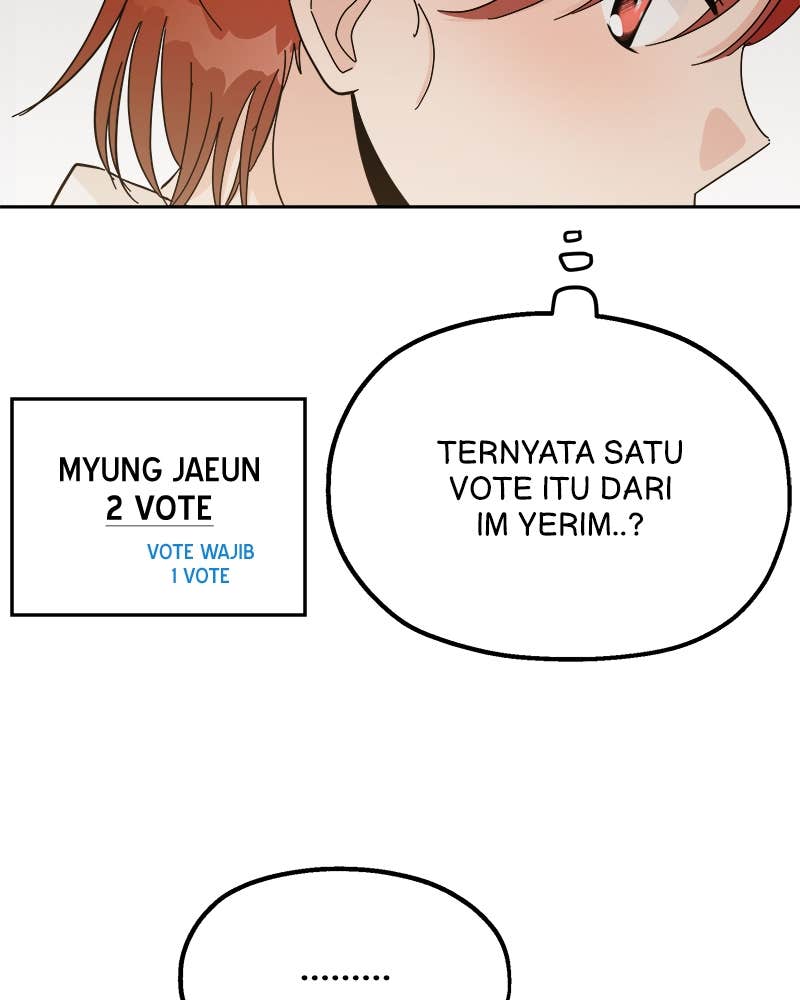 MYUNG JAEUN
2 VOTE
VOTE WAJIB
1 VOTE
TERNYATA SATU
VOTE ITU DARI
IM YERIM..?
.........